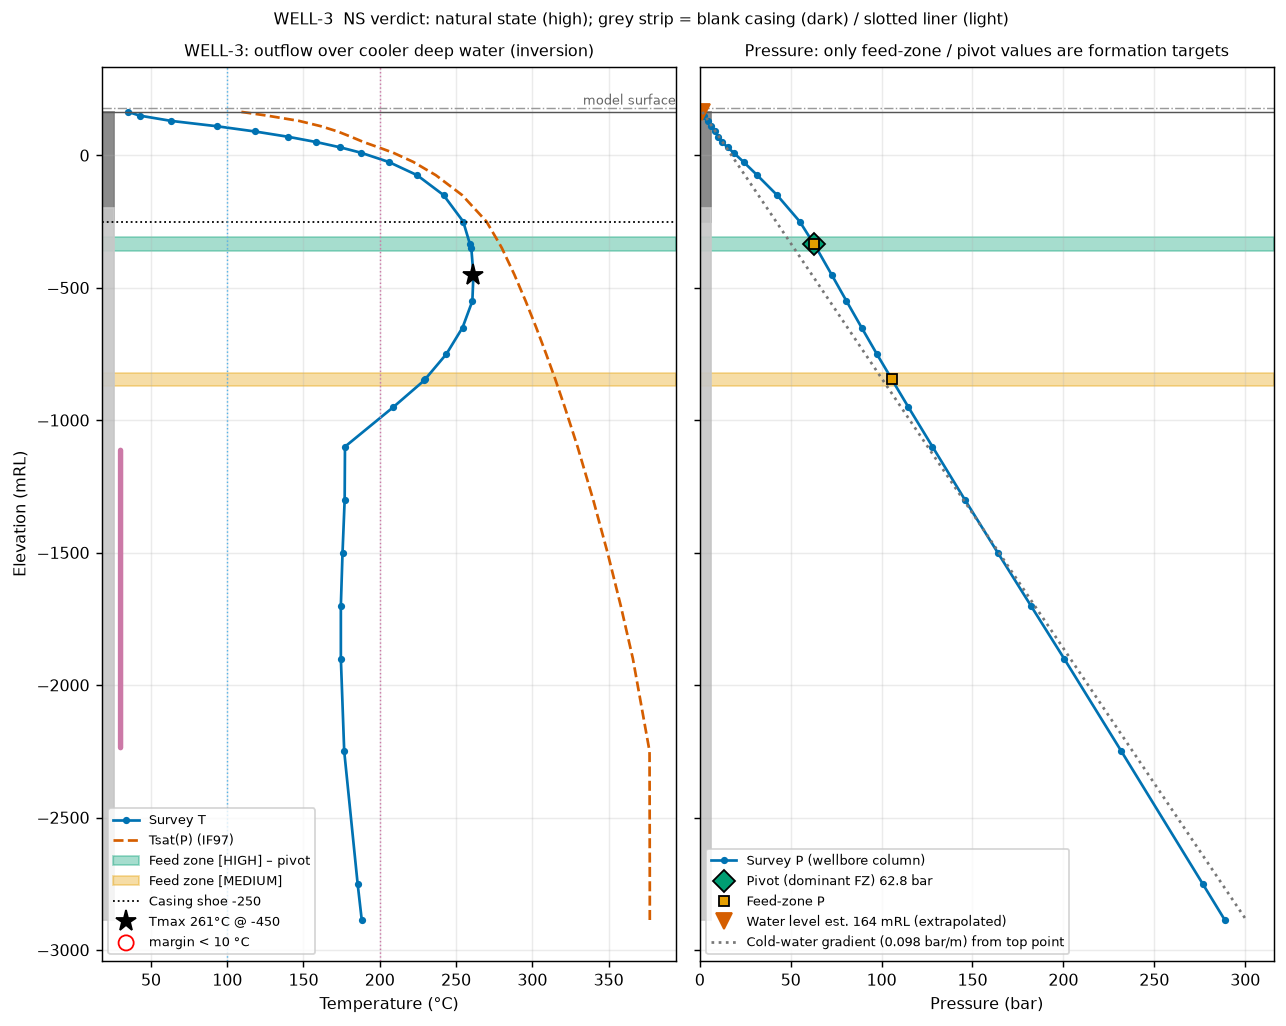 WELL-3  NS verdict: natural state (high); grey strip = blank casing (dark) / slotted liner (light)
WELL-3: outflow over cooler deep water (inversion)
model surface
Elevation (mRL)
0
−500
−1000
−1500
−2000
−2500
−3000
Survey T
Tsat(P) (IF97)
Feed zone [HIGH] – pivot
Feed zone [MEDIUM]
Casing shoe -250
Tmax 261°C @ -450
margin < 10 °C
50 100 150 200 250 300 350
Temperature (°C)
Pressure: only feed-zone / pivot values are formation targets
Survey P (wellbore column)
Pivot (dominant FZ) 62.8 bar
Feed-zone P
Water level est. 164 mRL (extrapolated)
Cold-water gradient (0.098 bar/m) from top point
0 50 100 150 200 250 300
Pressure (bar)